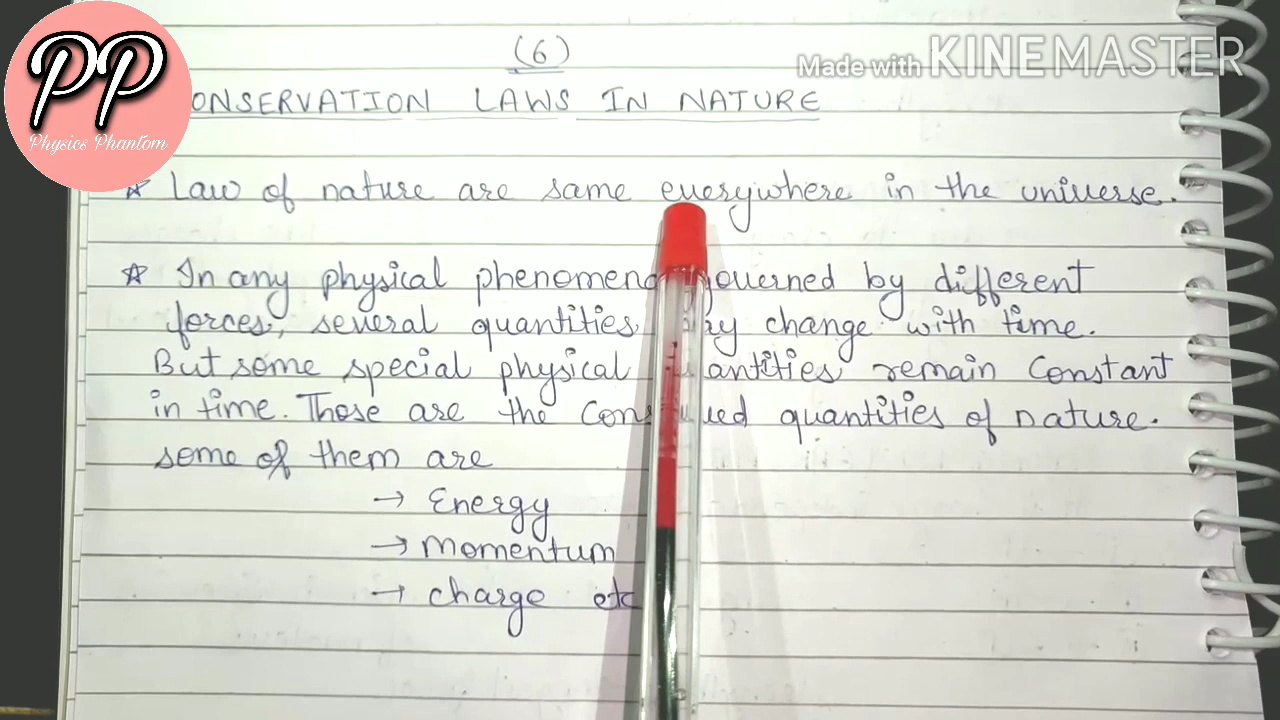 PP
Physics Phantom
Made with KINEMASTER
(6)
ONSERVATION LAWS IN NATURE
☆ Law of nature are same everywhere in the universe.
☆ In any physical phenomena governed by different
forces, several quantities change with time.
But some special physical quantities remain Constant
in time. Those are the Conserved quantities of nature.
some of them are
→ Energy
→ Momentum
→ charge etc